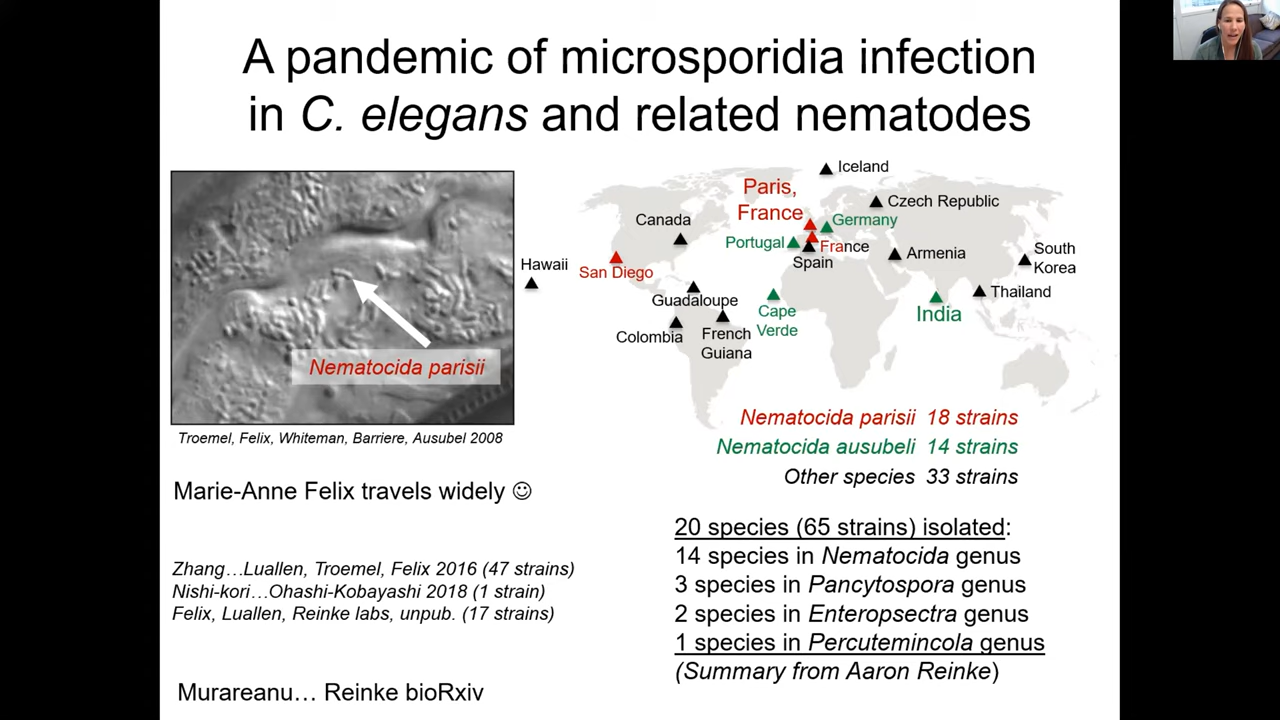 A pandemic of microsporidia infection
in C. elegans and related nematodes
Nematocida parisii
Troemel, Felix, Whiteman, Barriere, Ausubel 2008
Marie-Anne Felix travels widely ☺
Zhang…Luallen, Troemel, Felix 2016 (47 strains)
Nishi-kori…Ohashi-Kobayashi 2018 (1 strain)
Felix, Luallen, Reinke labs, unpub. (17 strains)
Murareanu… Reinke bioRxiv
Iceland
Paris,
France
Czech Republic
Canada
Germany
Portugal
France
Spain
Armenia
South
Korea
Hawaii
San Diego
Thailand
Guadaloupe
Cape
Verde
India
Colombia
French
Guiana
Nematocida parisii 18 strains
Nematocida ausubeli 14 strains
Other species 33 strains
20 species (65 strains) isolated:
14 species in Nematocida genus
3 species in Pancytospora genus
2 species in Enteropsectra genus
1 species in Percutemincola genus
(Summary from Aaron Reinke)